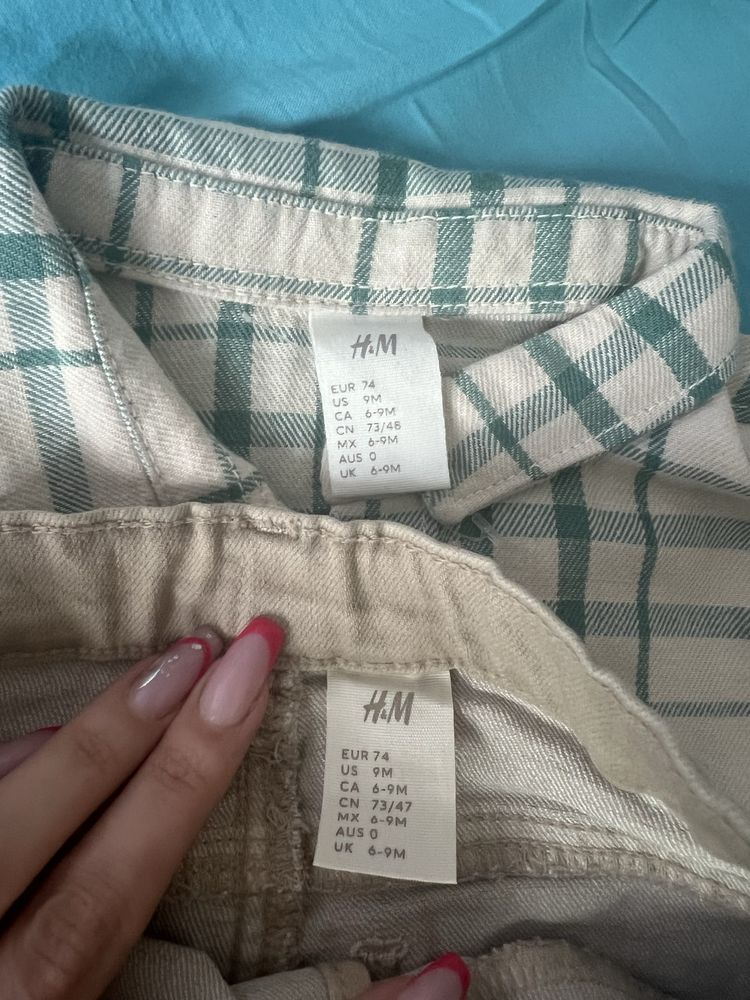 H&M
EUR 74
US 9M
CA 6-9M
CN 73/48
MX 6-9M
AUS 0
UK 6-9M
H&M
EUR 74
US 9M
CA 6-9M
CN 73/47
MX 6-9M
AUS 0
UK 6-9M